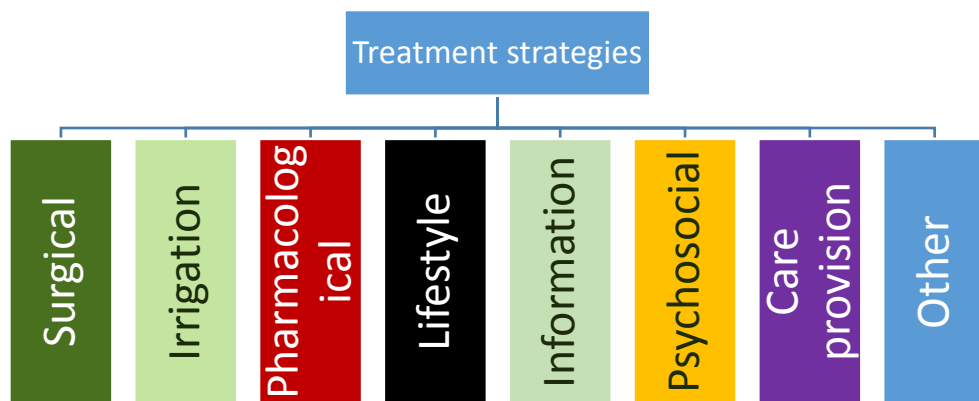 Treatment strategies
Surgical
Irrigation
Pharmacolog
ical
Lifestyle
Information
Psychosocial
Care
provision
Other